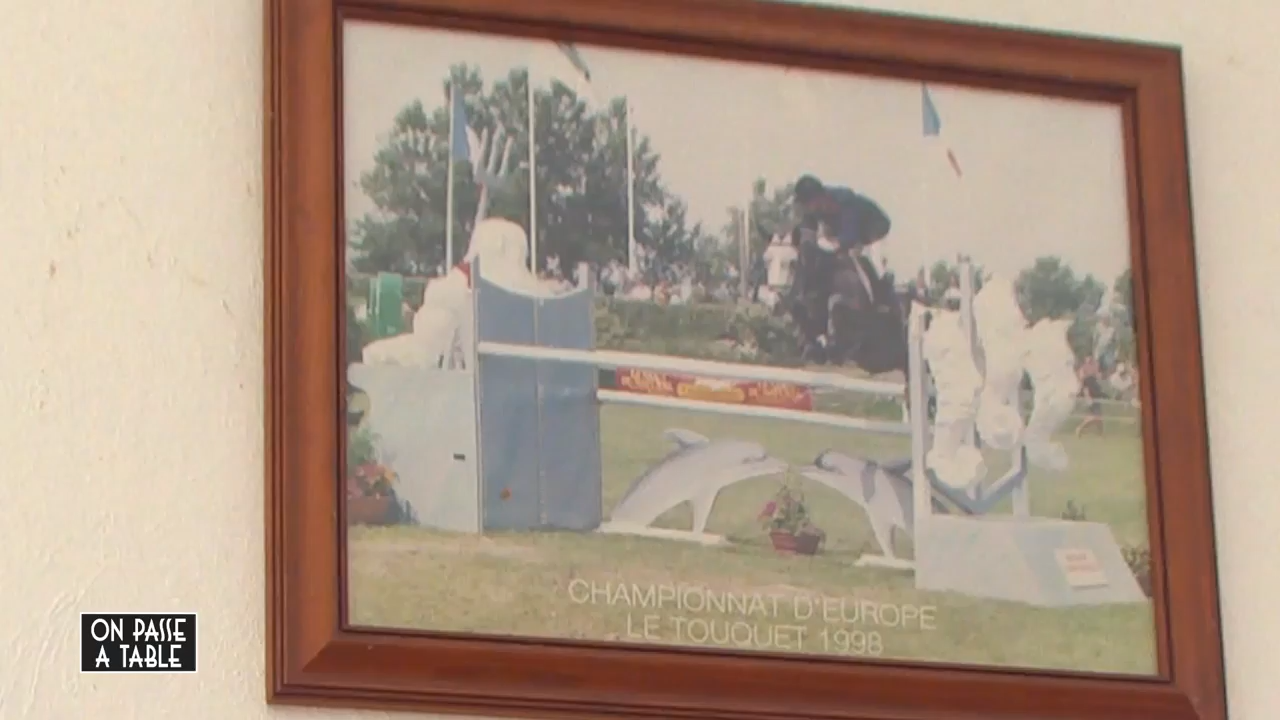 CHAMPIONNAT D'EUROPE
LE TOUQUET 1998
ON PASSE
A TABLE